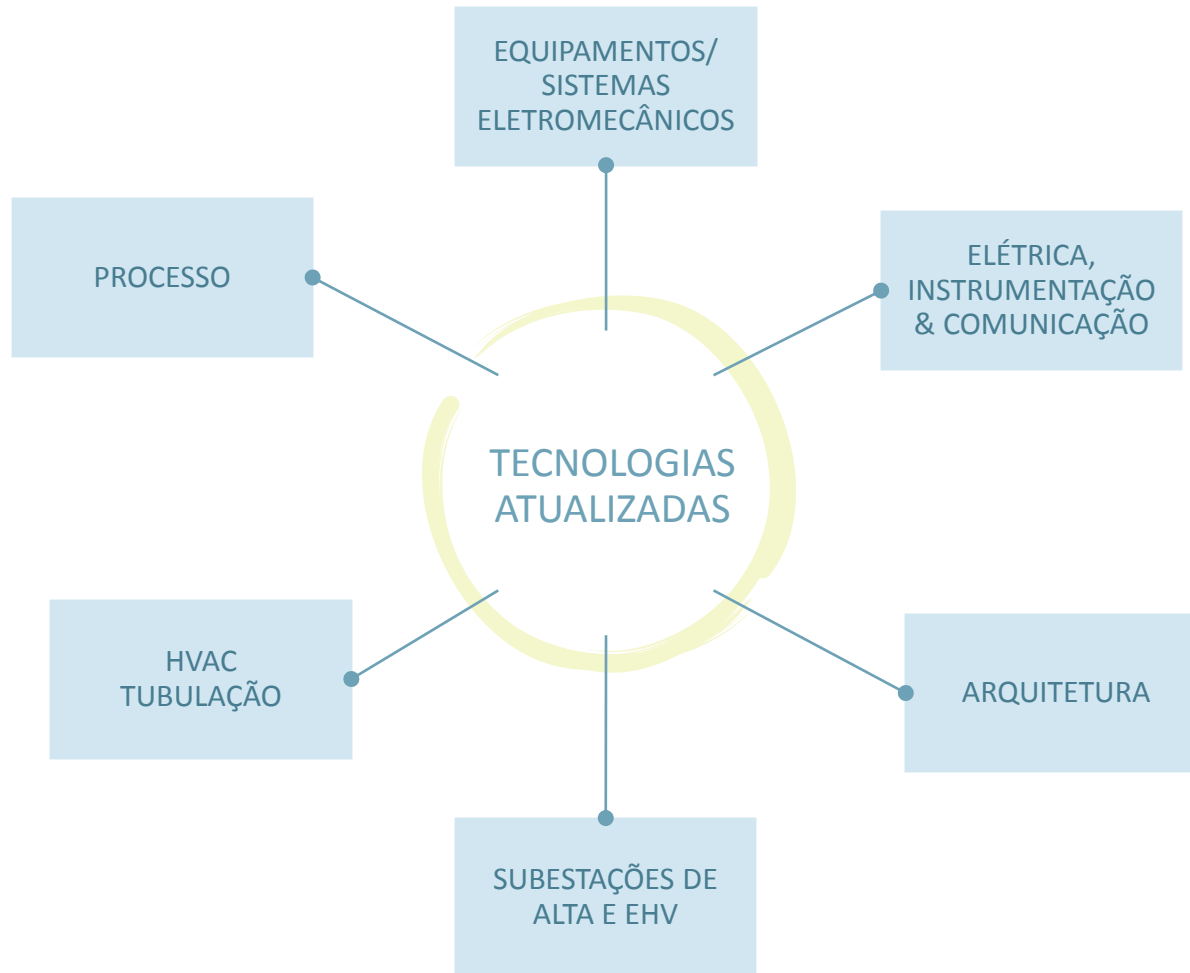 EQUIPAMENTOS/
SISTEMAS
ELETROMECÂNICOS
PROCESSO
ELÉTRICA,
INSTRUMENTAÇÃO
& COMUNICAÇÃO
TECNOLOGIAS
ATUALIZADAS
HVAC
TUBULAÇÃO
ARQUITETURA
SUBESTAÇÕES DE
ALTA E EHV